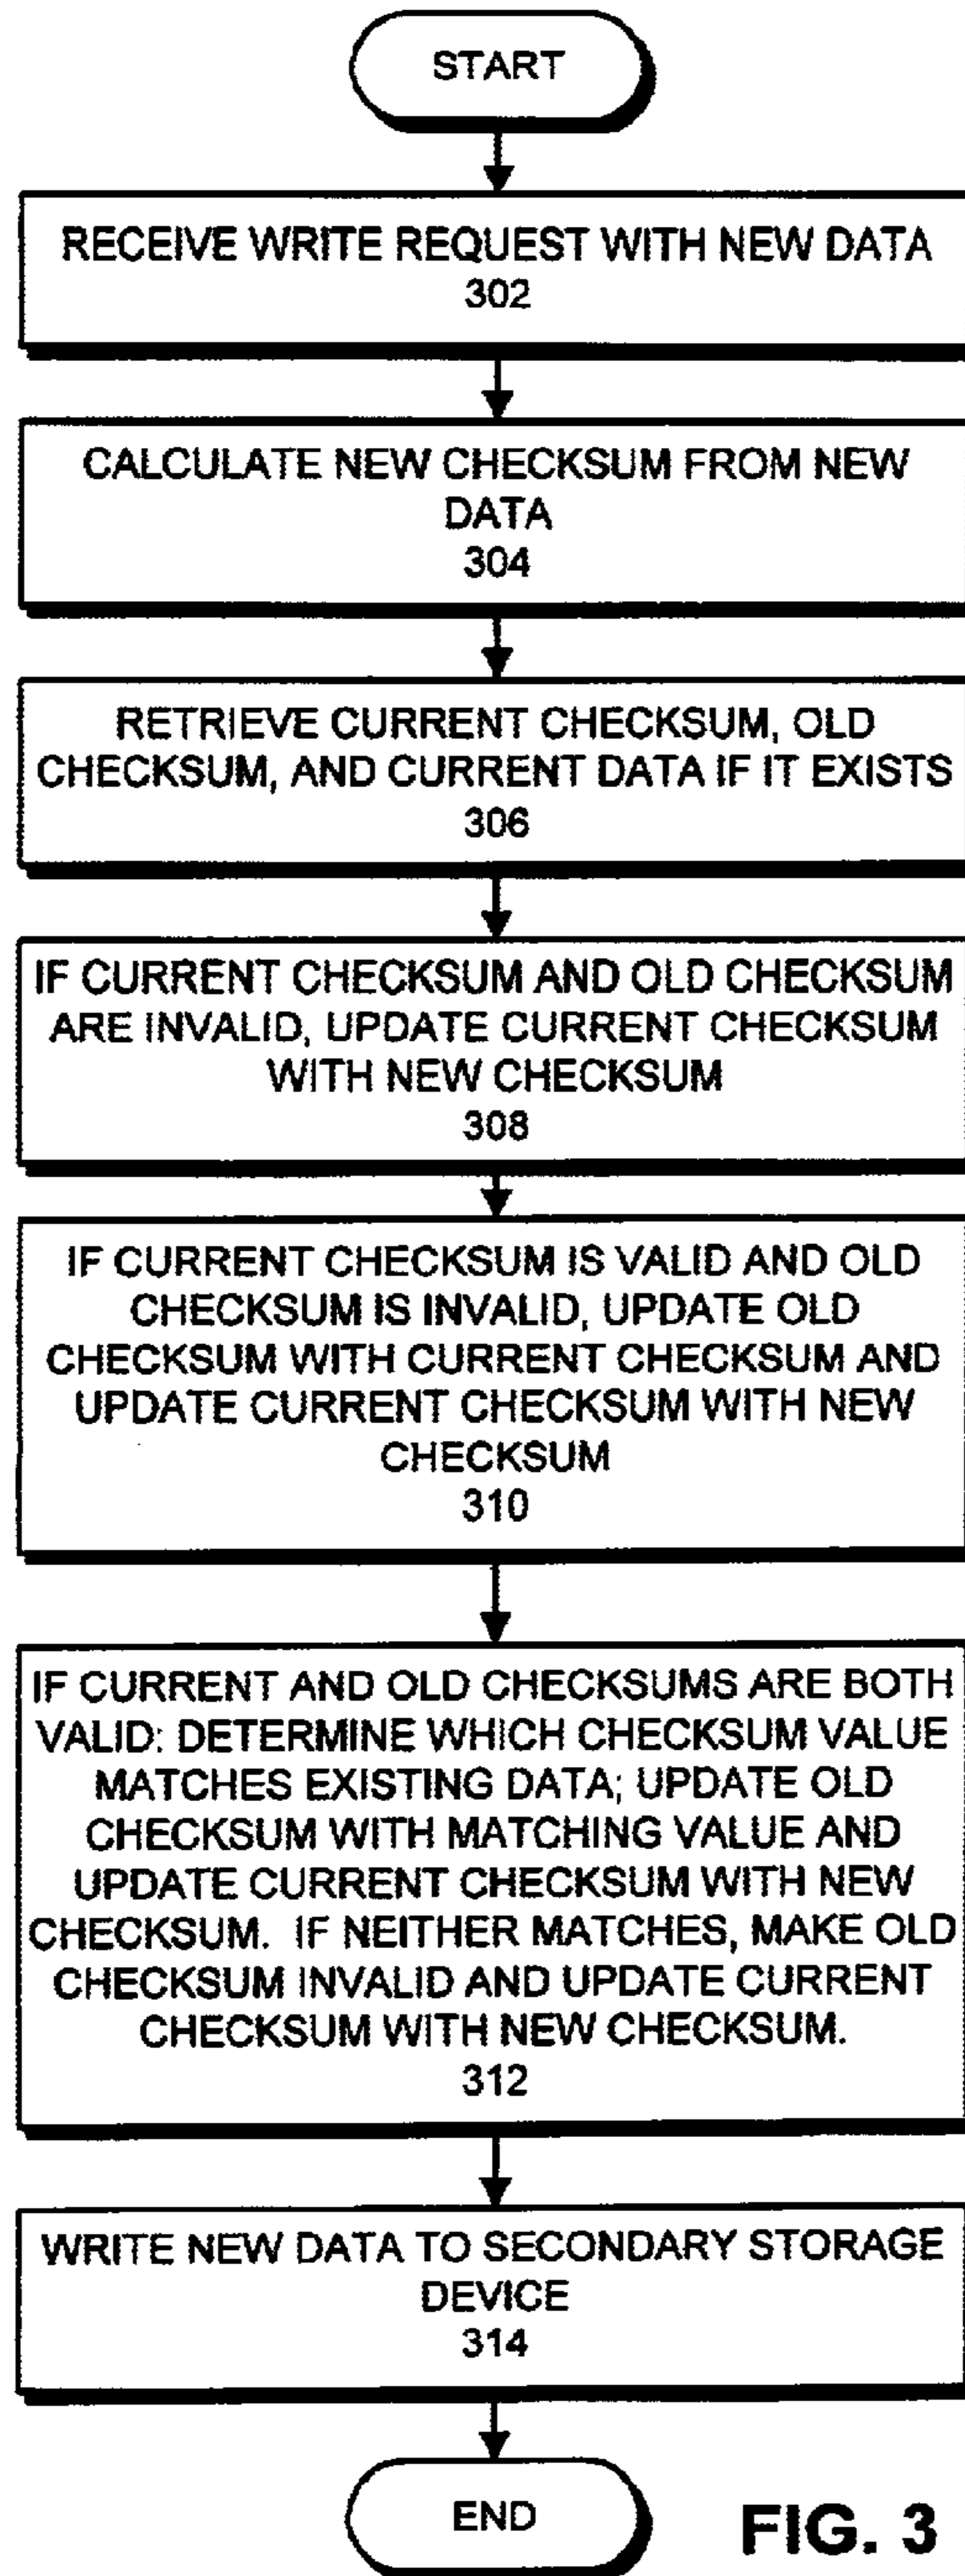 START
RECEIVE WRITE REQUEST WITH NEW DATA
302
CALCULATE NEW CHECKSUM FROM NEW
DATA
304
RETRIEVE CURRENT CHECKSUM, OLD
CHECKSUM, AND CURRENT DATA IF IT EXISTS
306
IF CURRENT CHECKSUM AND OLD CHECKSUM
ARE INVALID, UPDATE CURRENT CHECKSUM
WITH NEW CHECKSUM
308
IF CURRENT CHECKSUM IS VALID AND OLD
CHECKSUM IS INVALID, UPDATE OLD
CHECKSUM WITH CURRENT CHECKSUM AND
UPDATE CURRENT CHECKSUM WITH NEW
CHECKSUM
310
IF CURRENT AND OLD CHECKSUMS ARE BOTH
VALID: DETERMINE WHICH CHECKSUM VALUE
MATCHES EXISTING DATA; UPDATE OLD
CHECKSUM WITH MATCHING VALUE AND
UPDATE CURRENT CHECKSUM WITH NEW
CHECKSUM. IF NEITHER MATCHES, MAKE OLD
CHECKSUM INVALID AND UPDATE CURRENT
CHECKSUM WITH NEW CHECKSUM.
312
WRITE NEW DATA TO SECONDARY STORAGE
DEVICE
314
END
FIG. 3